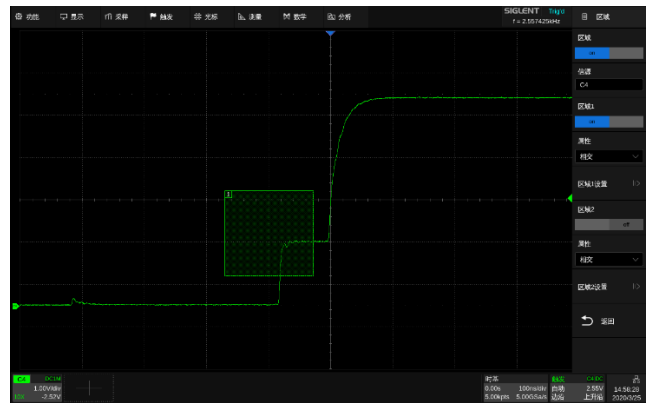 功能 显示 采样 触发 光标 测量 数学 分析
SIGLENT Trig'd
f = 2.557425kHz
区域
区域
on
信源
C4
区域1
on
属性
相交
区域1设置
区域2
off
属性
相交
区域2设置
返回
1
C4 DC1M
1.00V/div
10X -2.52V
时基
0.00s 100ns/div
5.00kpts 5.00GSa/s
触发 C4 DC
自动 2.55V
边沿 上升沿
14:58:28
2020/3/25